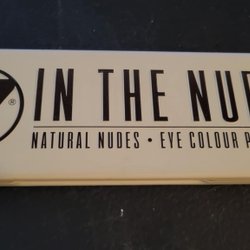 ®
IN THE NU
NATURAL NUDES • EYE COLOUR P